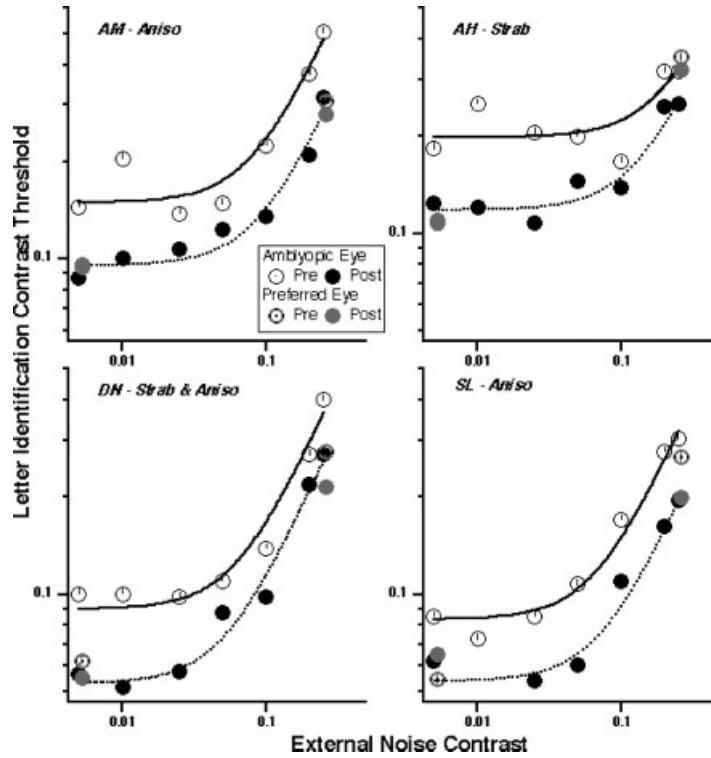 AM - Aniso
AH - Strab
0.1
0.1
Amblyopic Eye
Pre Post
Preferred Eye
Pre Post
0.01 0.1
0.01 0.1
DN - Strab & Aniso
SL - Aniso
0.1
0.1
0.01 0.1
0.01 0.1
Letter Identification Contrast Threshold
External Noise Contrast